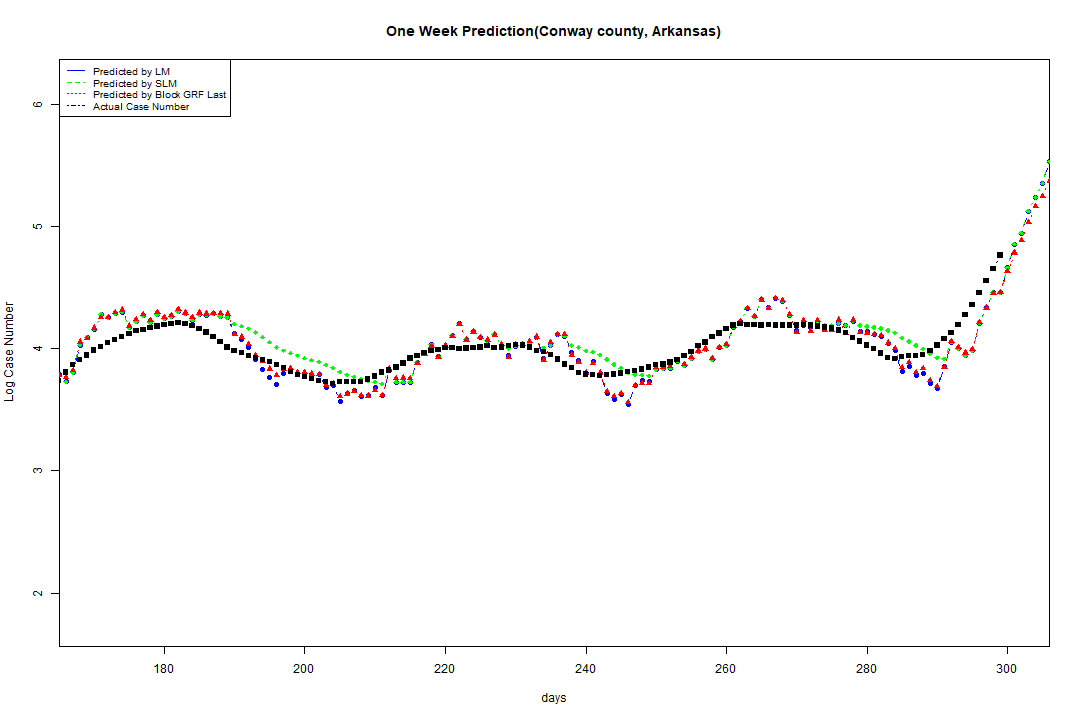 One Week Prediction(Conway county, Arkansas)
Predicted by LM
Predicted by SLM
Predicted by Block GRF Last
Actual Case Number
6
5
4
3
2
Log Case Number
180 200 220 240 260 280 300
days